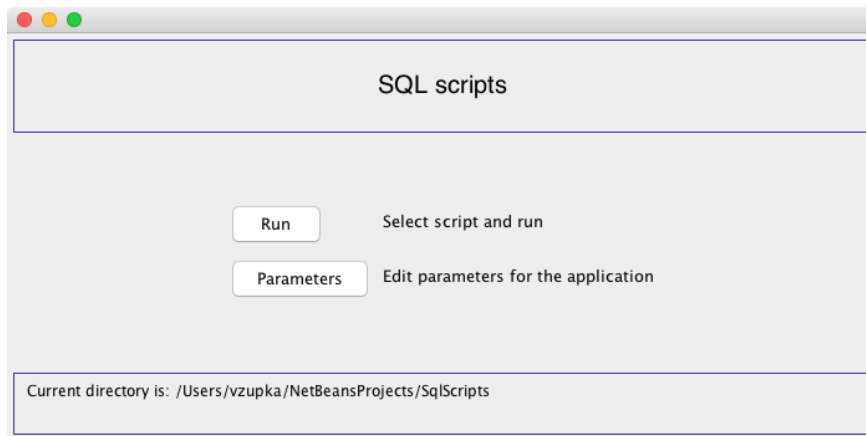 SQL scripts
Run Select script and run
Parameters Edit parameters for the application
Current directory is: /Users/vzupka/NetBeansProjects/SqlScripts